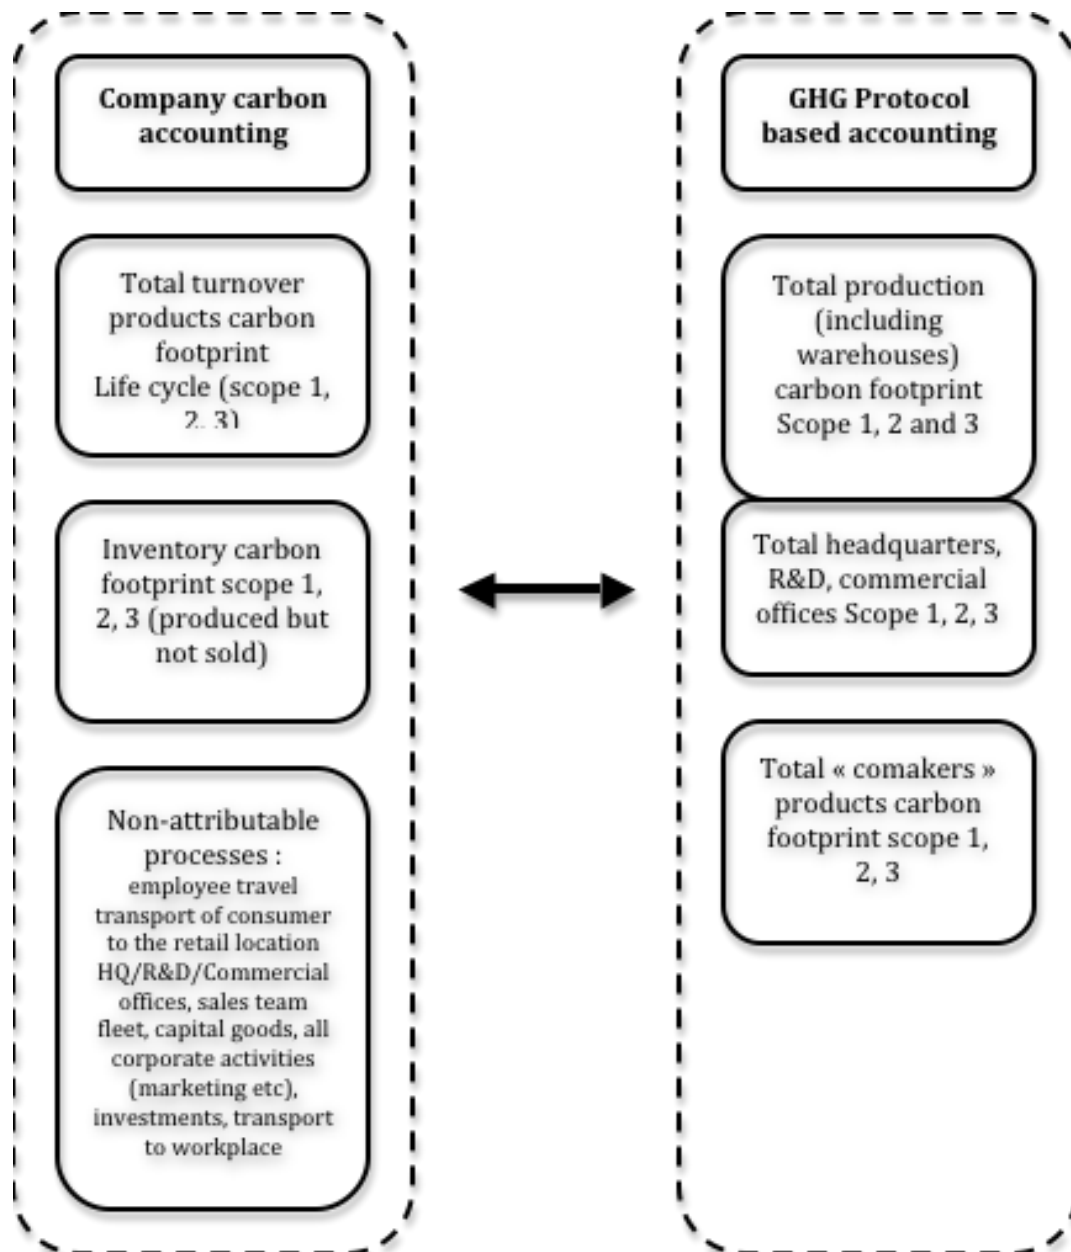 Company carbon
accounting
Total turnover
products carbon
footprint
Life cycle (scope 1,
2, 3)
Inventory carbon
footprint scope 1,
2, 3 (produced but
not sold)
Non-attributable
processes :
employee travel
transport of consumer
to the retail location
HQ/R&D/Commercial
offices, sales team
fleet, capital goods, all
corporate activities
(marketing etc),
investments, transport
to workplace
GHG Protocol
based accounting
Total production
(including
warehouses)
carbon footprint
Scope 1, 2 and 3
Total headquarters,
R&D, commercial
offices Scope 1, 2, 3
Total « comakers »
products carbon
footprint scope 1,
2, 3